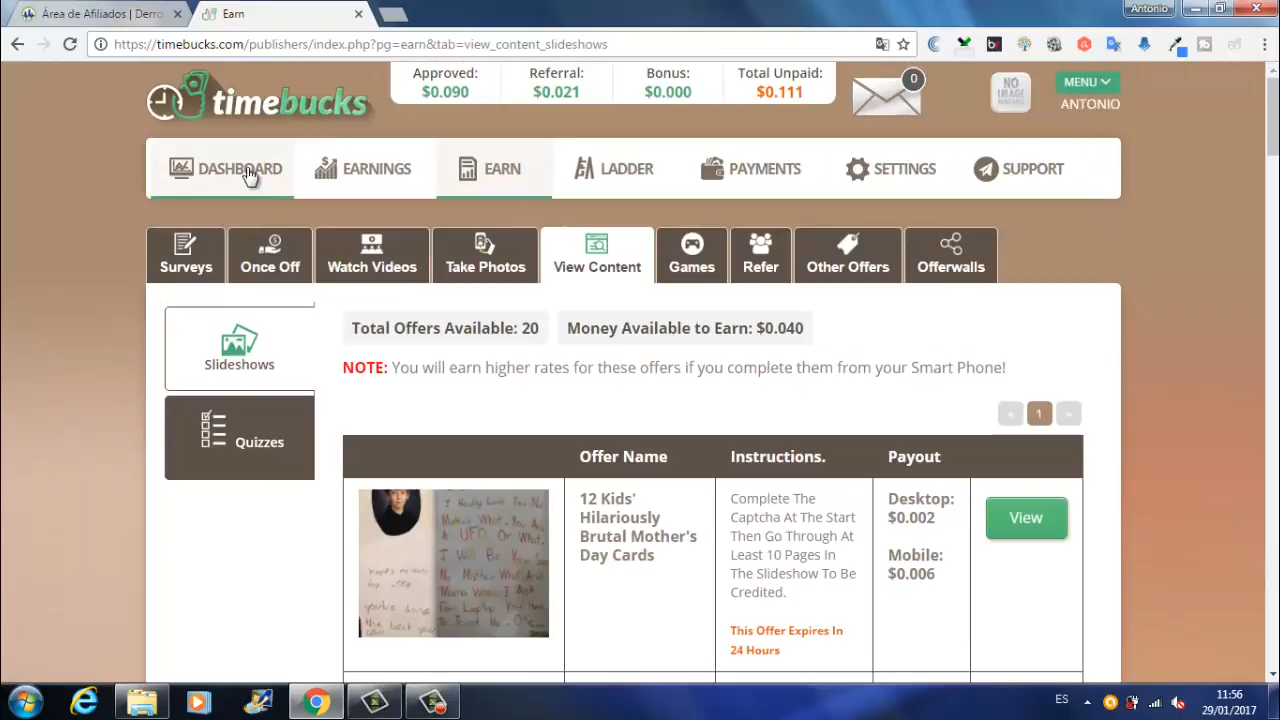 Área de Afiliados | Derro
Earn
Antonio
https://timebucks.com/publishers/index.php?pg=earn&tab=view_content_slideshows
timebucks
Approved: Referral: Bonus: Total Unpaid:
$0.090 $0.021 $0.000 $0.111
0
NO IMAGE AVAILABLE
MENU
ANTONIO
DASHBOARD EARNINGS EARN LADDER PAYMENTS SETTINGS SUPPORT
Surveys Once Off Watch Videos Take Photos View Content Games Refer Other Offers Offerwalls
Slideshows
Quizzes
Total Offers Available: 20 Money Available to Earn: $0.040
NOTE: You will earn higher rates for these offers if you complete them from your Smart Phone!
« 1 »
Offer Name Instructions. Payout
12 Kids'
Hilariously
Brutal Mother's
Day Cards
Complete The
Captcha At The Start
Then Go Through At
Least 10 Pages In
The Slideshow To Be
Credited.
This Offer Expires In
24 Hours
Desktop:
$0.002
Mobile:
$0.006
View
ES
11:56
29/01/2017